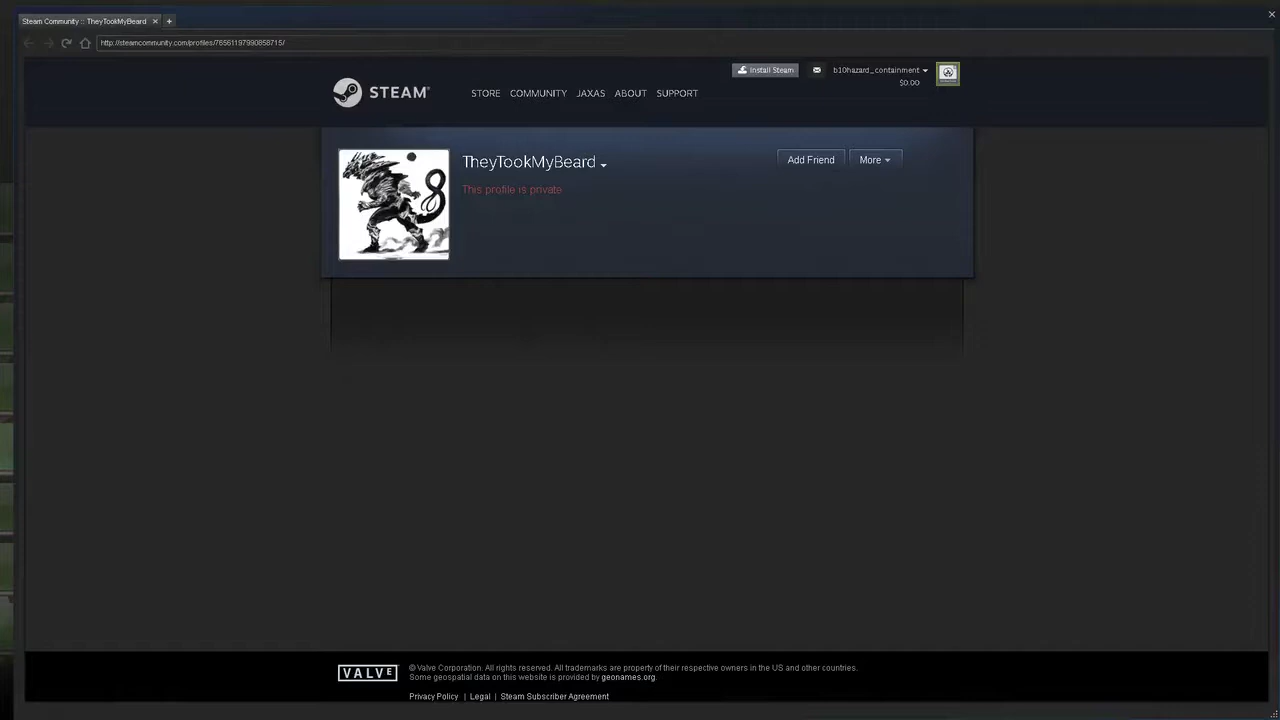 Steam Community :: TheyTookMyBeard
http://steamcommunity.com/profiles/76561197990858715/
Install Steam
b10hazard_containment
$0.00
STEAM®
STORE COMMUNITY JAXAS ABOUT SUPPORT
TheyTookMyBeard
Add Friend
More
This profile is private
VALVE
© Valve Corporation. All rights reserved. All trademarks are property of their respective owners in the US and other countries.
Some geospatial data on this website is provided by geonames.org.
Privacy Policy | Legal | Steam Subscriber Agreement